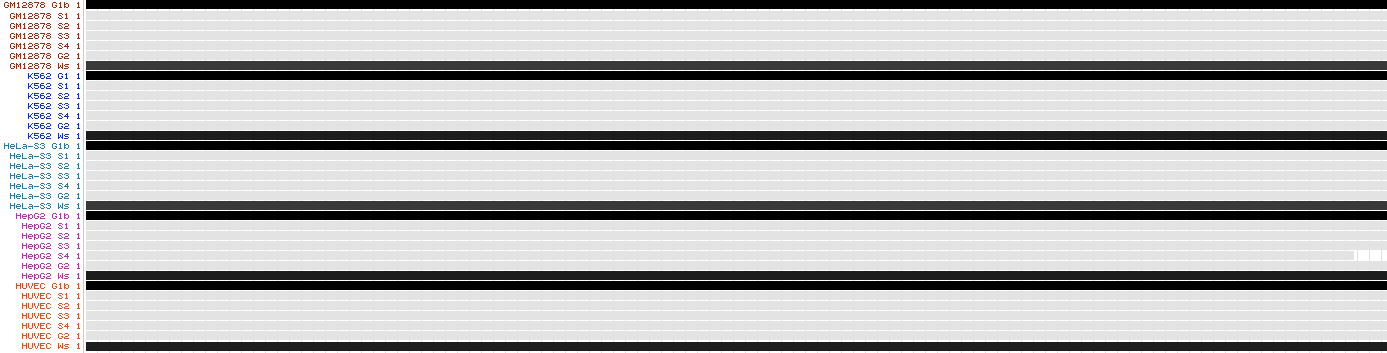 GM12878 G1b 1
GM12878 S1 1
GM12878 S2 1
GM12878 S3 1
GM12878 S4 1
GM12878 G2 1
GM12878 Ws 1
K562 G1 1
K562 S1 1
K562 S2 1
K562 S3 1
K562 S4 1
K562 G2 1
K562 Ws 1
HeLa-S3 G1b 1
HeLa-S3 S1 1
HeLa-S3 S2 1
HeLa-S3 S3 1
HeLa-S3 S4 1
HeLa-S3 G2 1
HeLa-S3 Ws 1
HepG2 G1b 1
HepG2 S1 1
HepG2 S2 1
HepG2 S3 1
HepG2 S4 1
HepG2 G2 1
HepG2 Ws 1
HUVEC G1b 1
HUVEC S1 1
HUVEC S2 1
HUVEC S3 1
HUVEC S4 1
HUVEC G2 1
HUVEC Ws 1